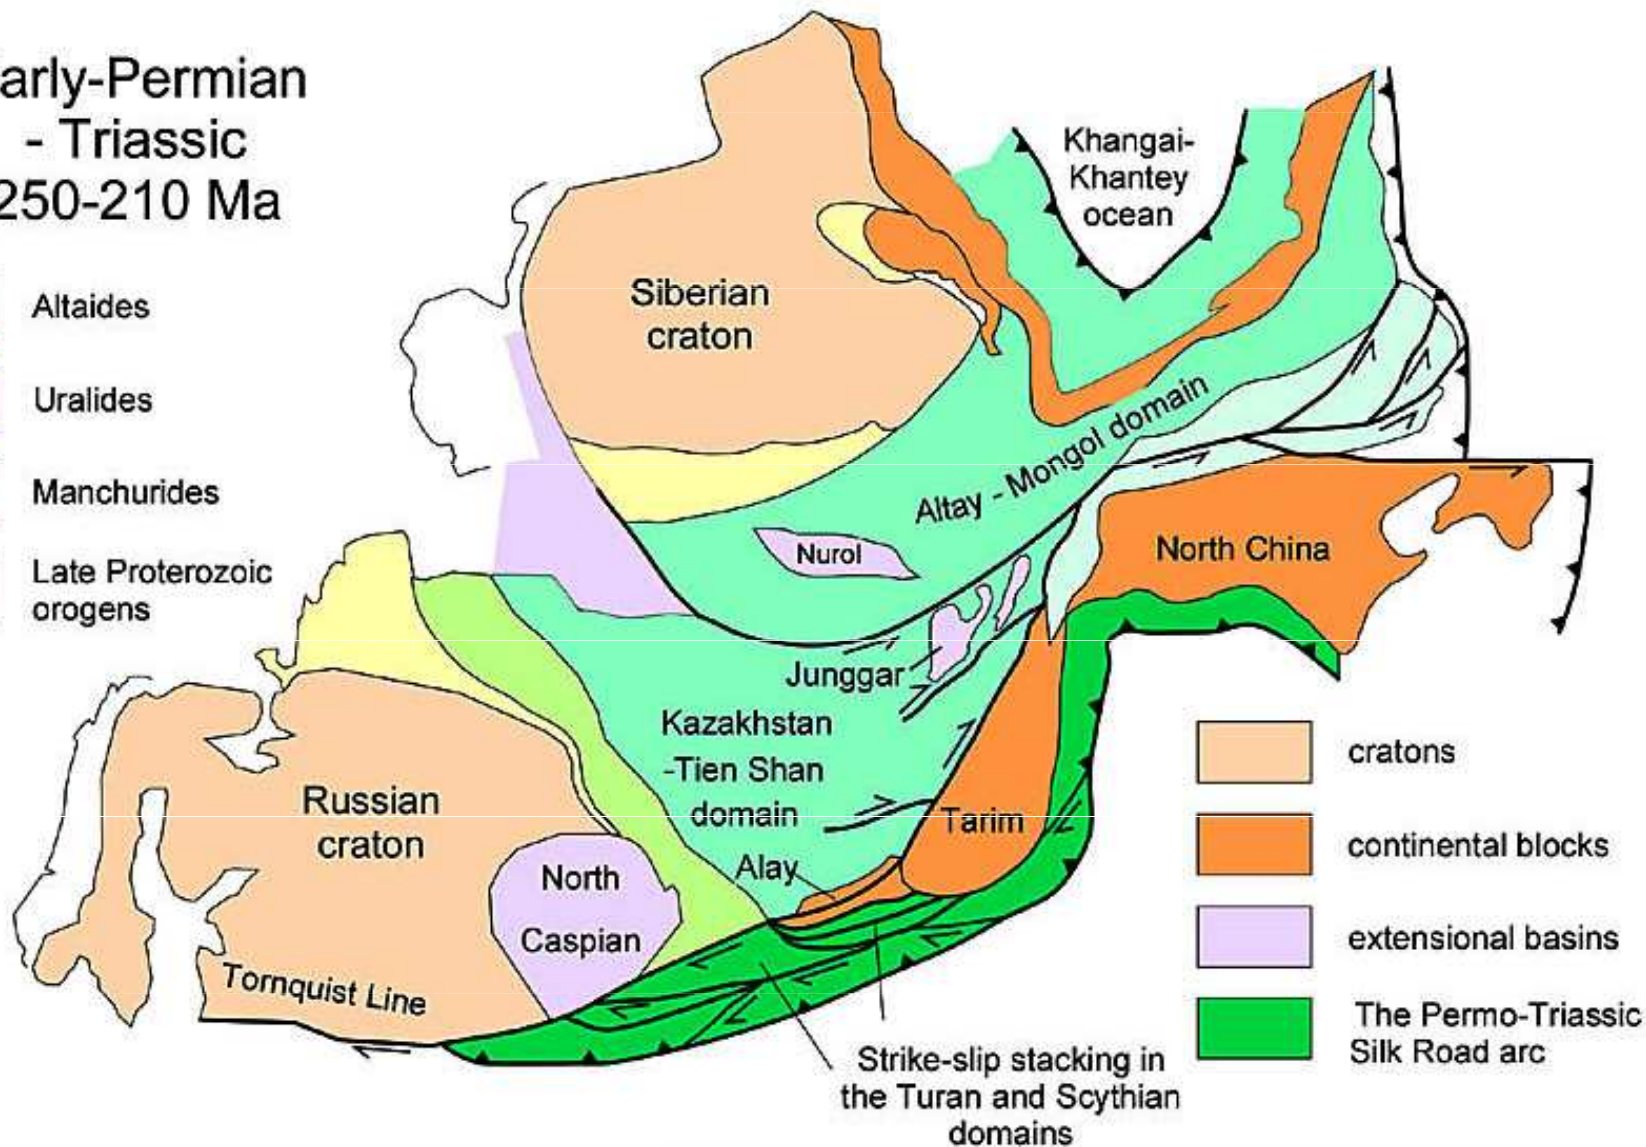 arly-Permian
- Triassic
250-210 Ma
Altaides
Uralides
Manchurides
Late Proterozoic
orogens
Khangai-
Khantey
ocean
Siberian
craton
Altay - Mongol domain
Nurol
North China
Junggar
Kazakhstan
-Tien Shan
domain
Tarim
Alay
Russian
craton
North
Caspian
Tornquist Line
Strike-slip stacking in
the Turan and Scythian
domains
cratons
continental blocks
extensional basins
The Permo-Triassic
Silk Road arc